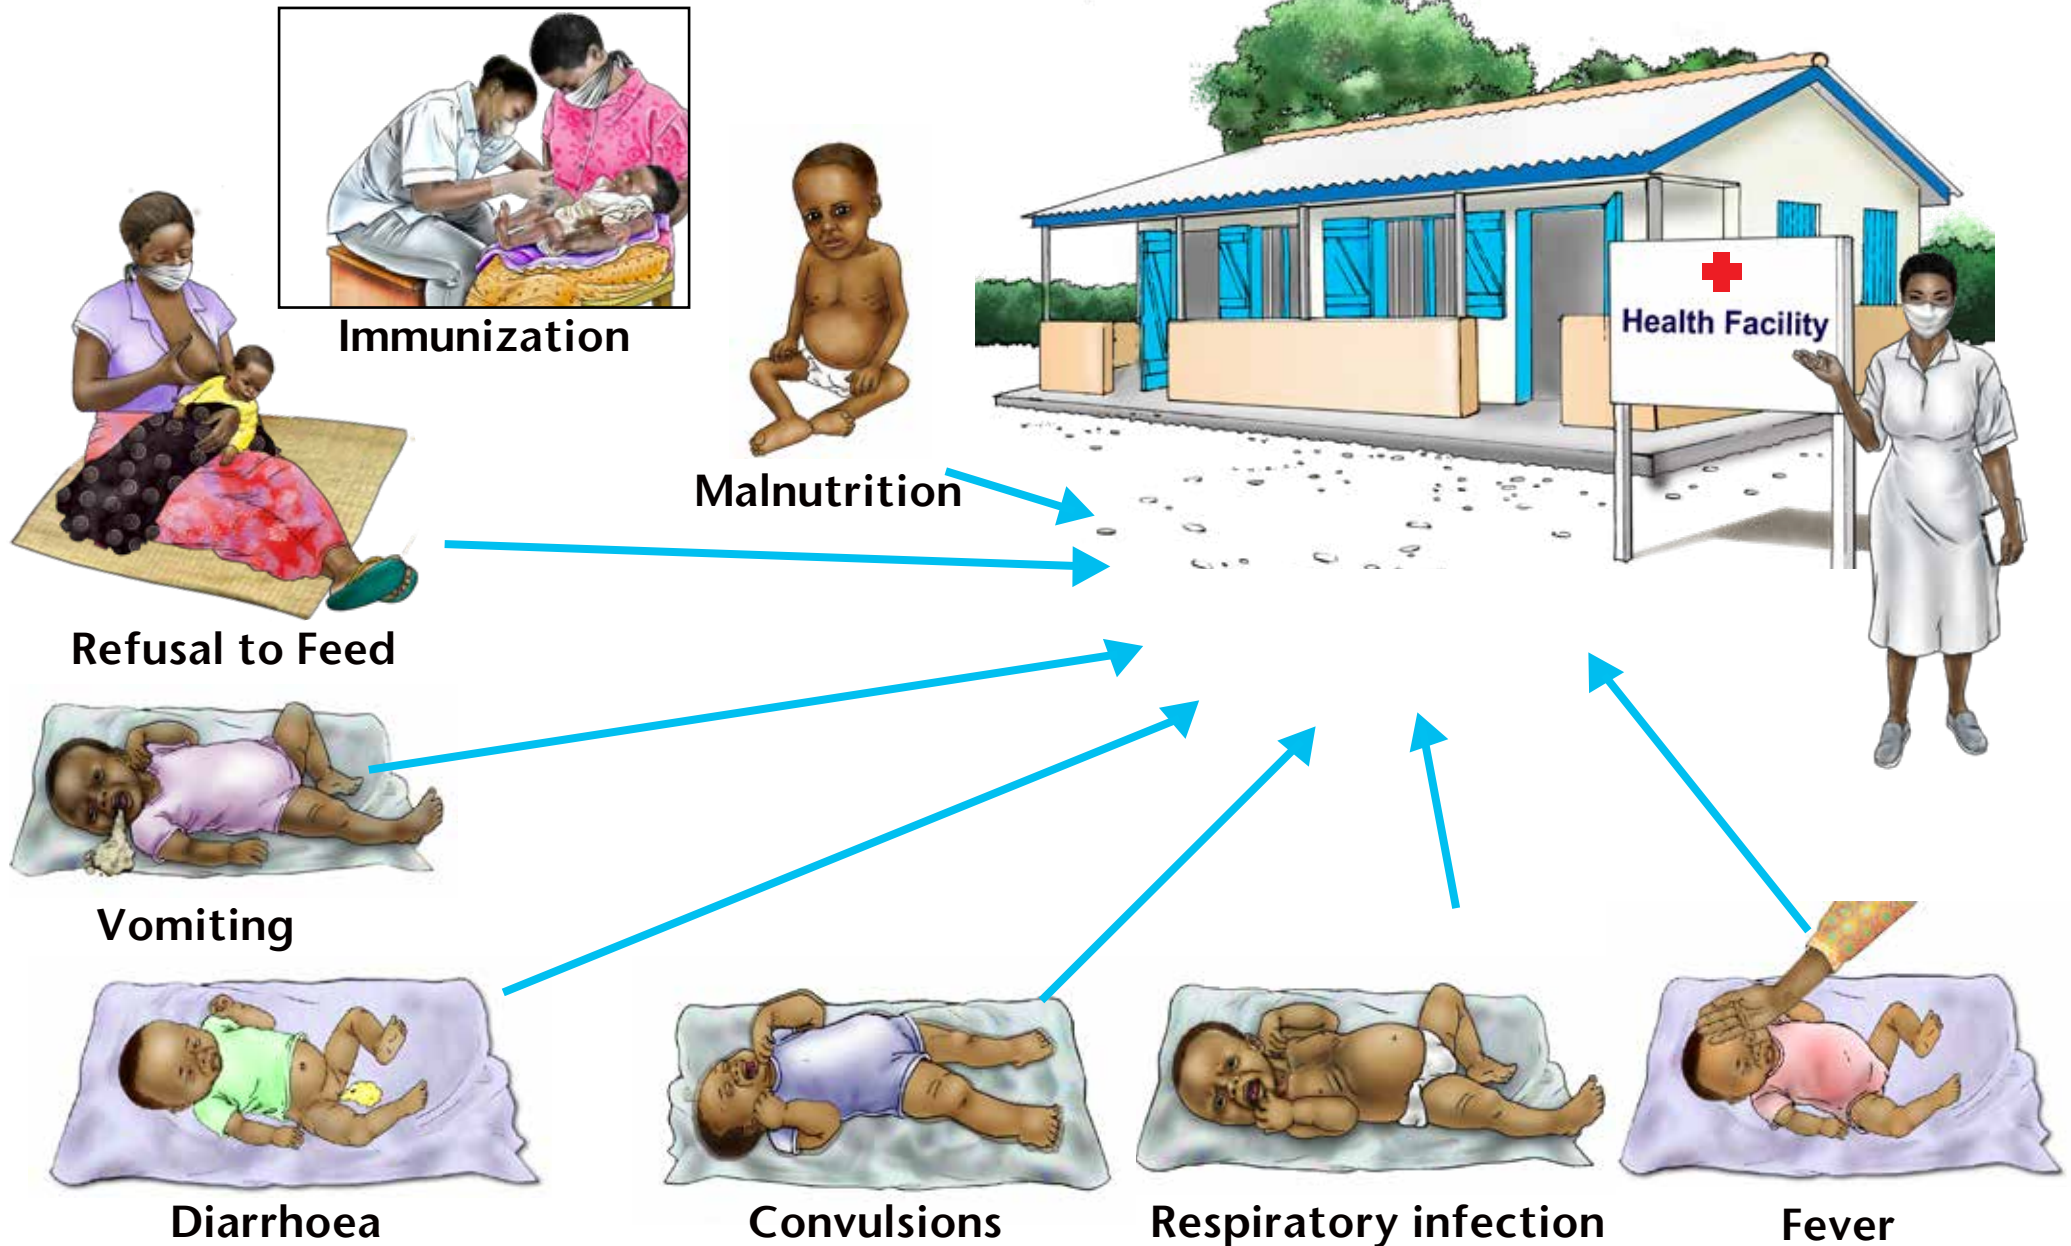 Immunization
Health Facility
Malnutrition
Refusal to Feed
Vomiting
Diarrhoea
Convulsions
Respiratory infection
Fever